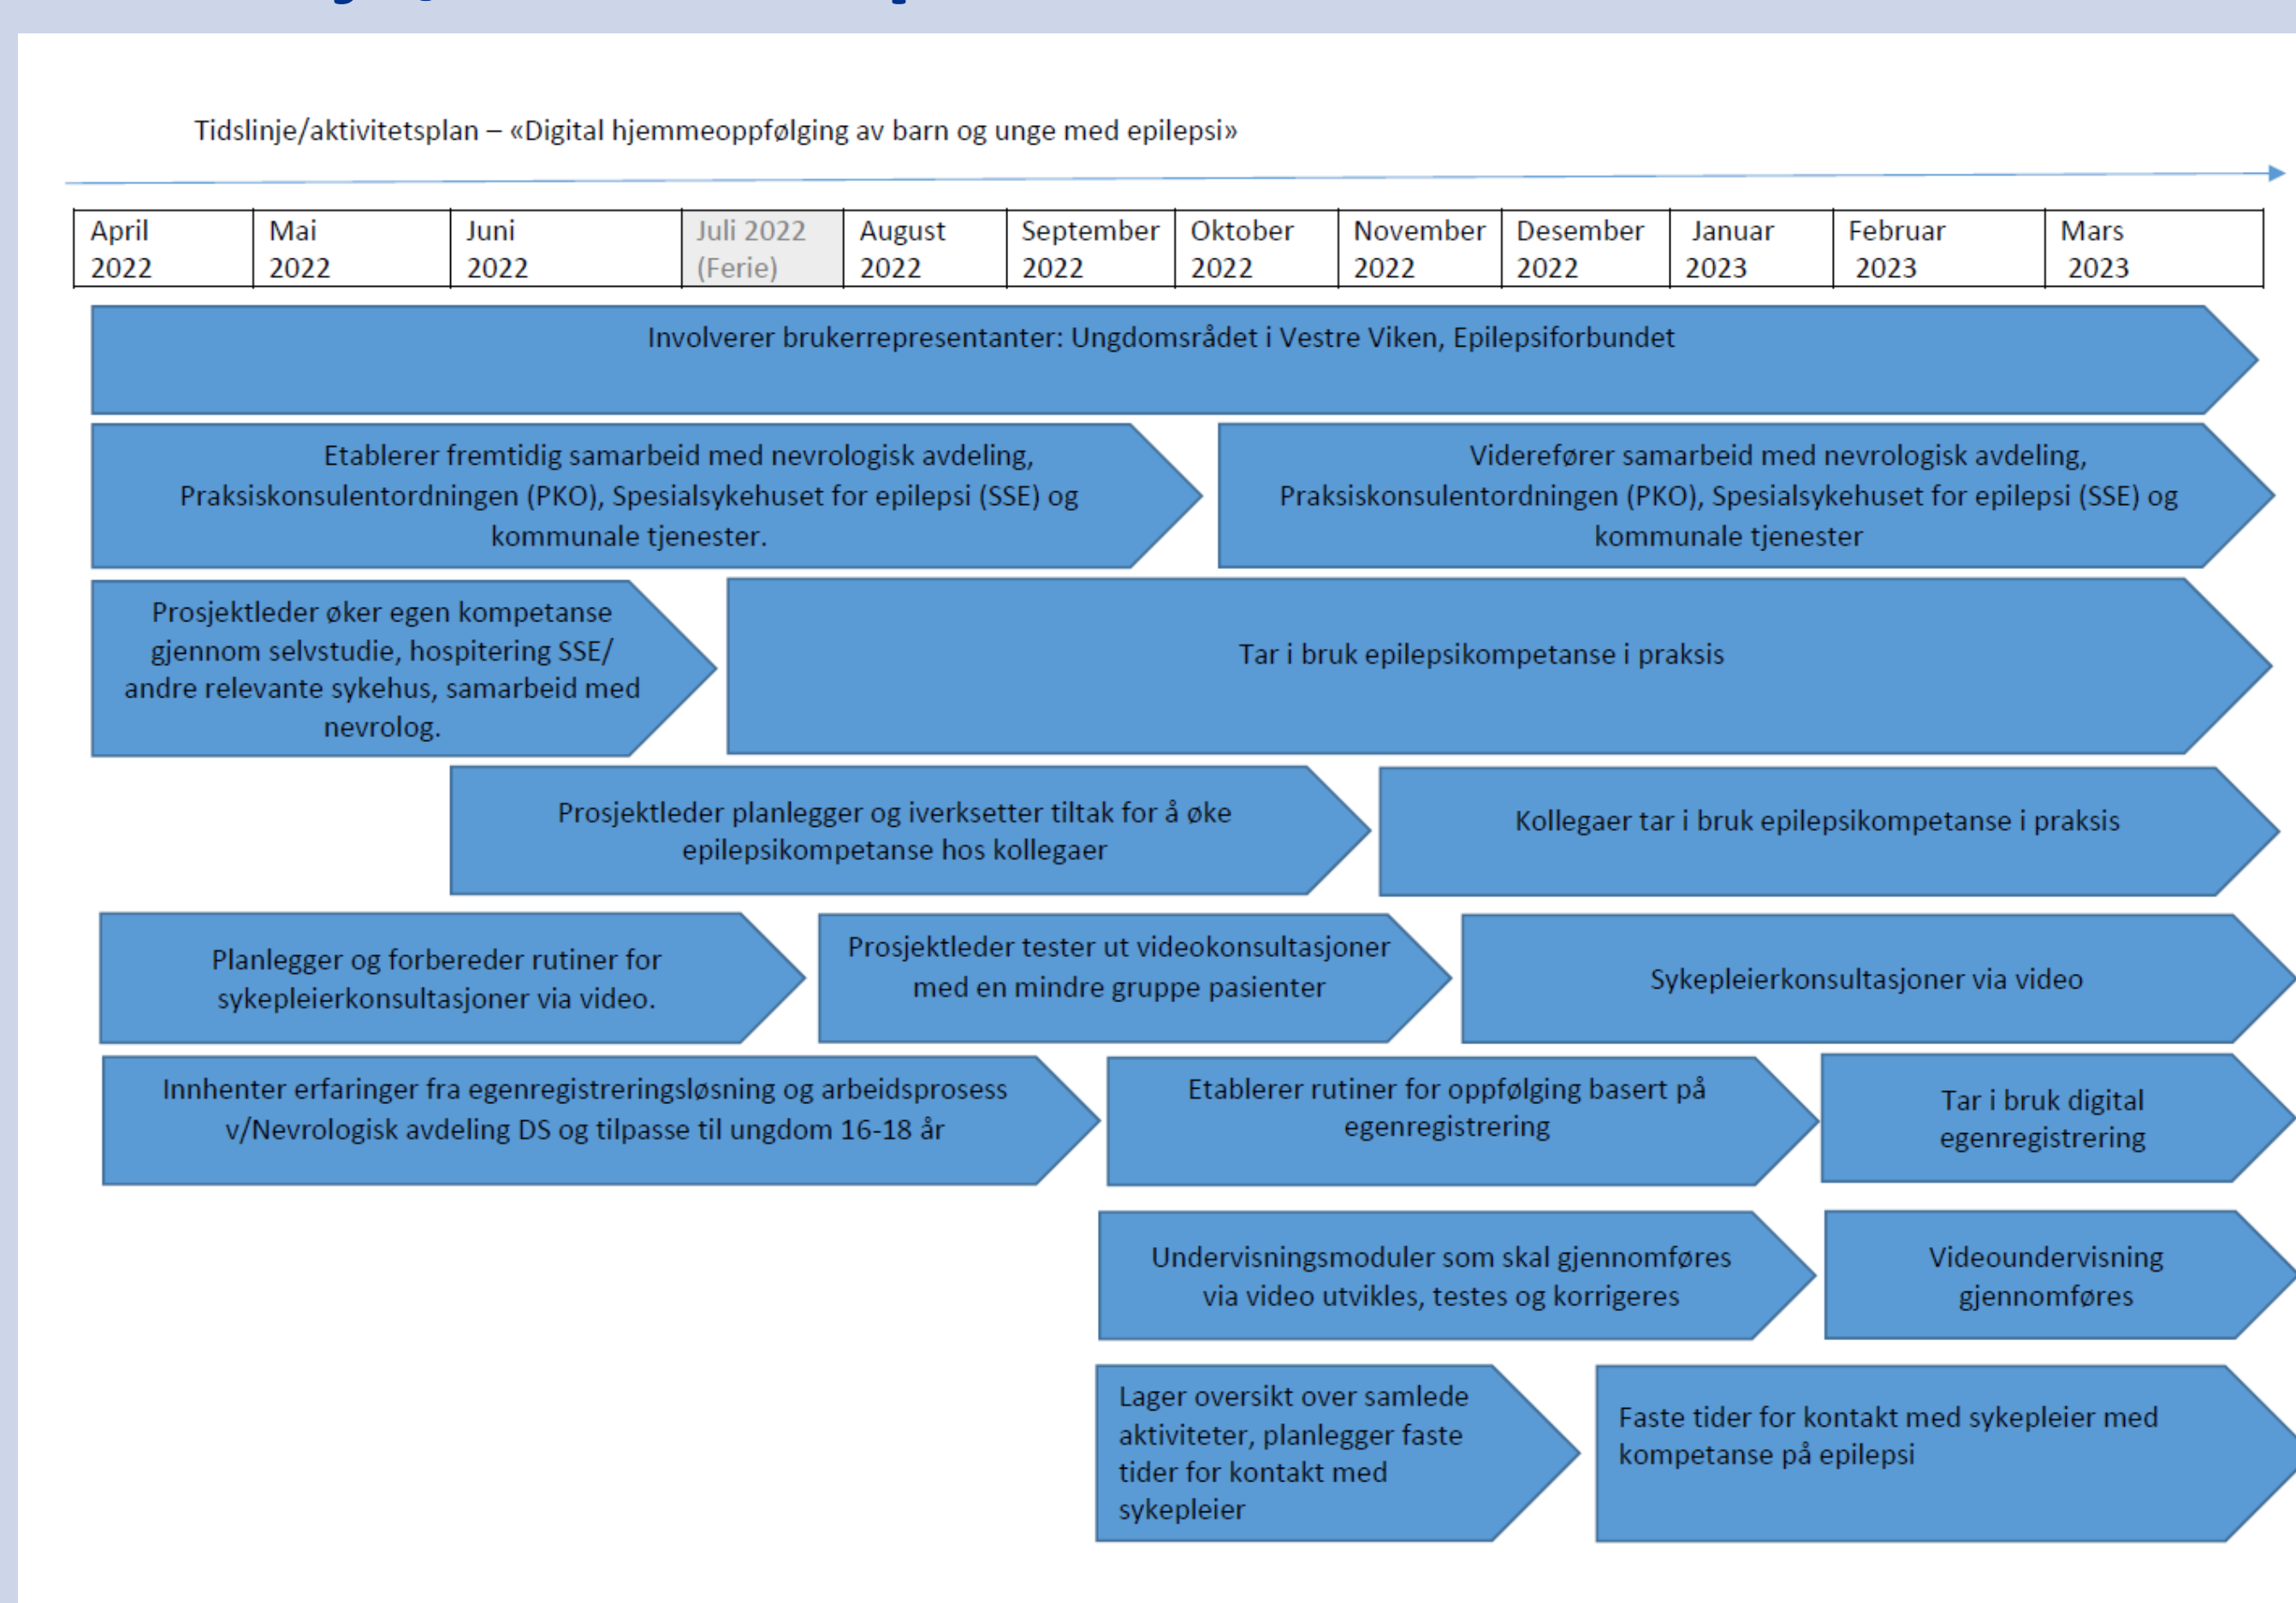 Tidslinje/aktivitetsplan – «Digital hjemmeoppfølging av barn og unge med epilepsi»
April
2022
Mai
2022
Juni
2022
Juli 2022
(Ferie)
August
2022
September
2022
Oktober
2022
November
2022
Desember
2022
Januar
2023
Februar
2023
Mars
2023
Involverer brukerrepresentanter: Ungdomsrådet i Vestre Viken, Epilepsiforbundet
Etablerer fremtidig samarbeid med nevrologisk avdeling,
Praksiskonsulentordningen (PKO), Spesialsykehuset for epilepsi (SSE) og
kommunale tjenester.
Viderefører samarbeid med nevrologisk avdeling,
Praksiskonsulentordningen (PKO), Spesialsykehuset for epilepsi (SSE) og
kommunale tjenester
Prosjektleder øker egen kompetanse
gjennom selvstudie, hospitering SSE/
andre relevante sykehus, samarbeid med
nevrolog.
Tar i bruk epilepsikompetanse i praksis
Prosjektleder planlegger og iverksetter tiltak for å øke
epilepsikompetanse hos kollegaer
Kollegaer tar i bruk epilepsikompetanse i praksis
Planlegger og forbereder rutiner for
sykepleierkonsultasjoner via video.
Prosjektleder tester ut videokonsultasjoner
med en mindre gruppe pasienter
Sykepleierkonsultasjoner via video
Innhenter erfaringer fra egenregistreringsløsning og arbeidsprosess
v/Nevrologisk avdeling DS og tilpasse til ungdom 16-18 år
Etablerer rutiner for oppfølging basert på
egenregistrering
Tar i bruk digital
egenregistrering
Undervisningsmoduler som skal gjennomføres
via video utvikles, testes og korrigeres
Videoundervisning
gjennomføres
Lager oversikt over samlede
aktiviteter, planlegger faste
tider for kontakt med
sykepleier
Faste tider for kontakt med sykepleier med
kompetanse på epilepsi